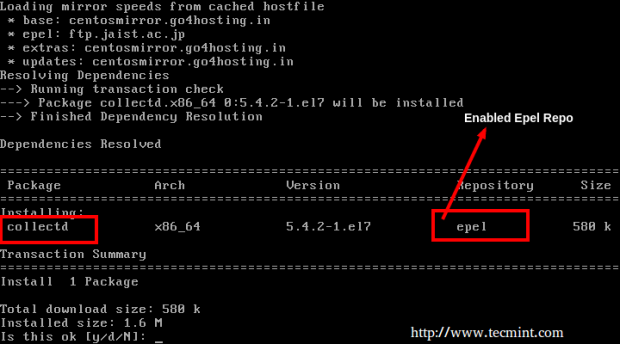 Loading mirror speeds from cached hostfile
* base: centosmirror.go4hosting.in
* epel: ftp.jaist.ac.jp
* extras: centosmirror.go4hosting.in
* updates: centosmirror.go4hosting.in
Resolving Dependencies
--> Running transaction check
---> Package collectd.x86_64 0:5.4.2-1.el7 will be installed
--> Finished Dependency Resolution
Enabled Epel Repo
Dependencies Resolved
Package Arch Version Repository Size
Installing:
collectd x86_64 5.4.2-1.el7 epel 580 k
Transaction Summary
Install 1 Package
Total download size: 580 k
Installed size: 1.6 M
Is this ok [y/d/N]: _
http://www.tecmint.com